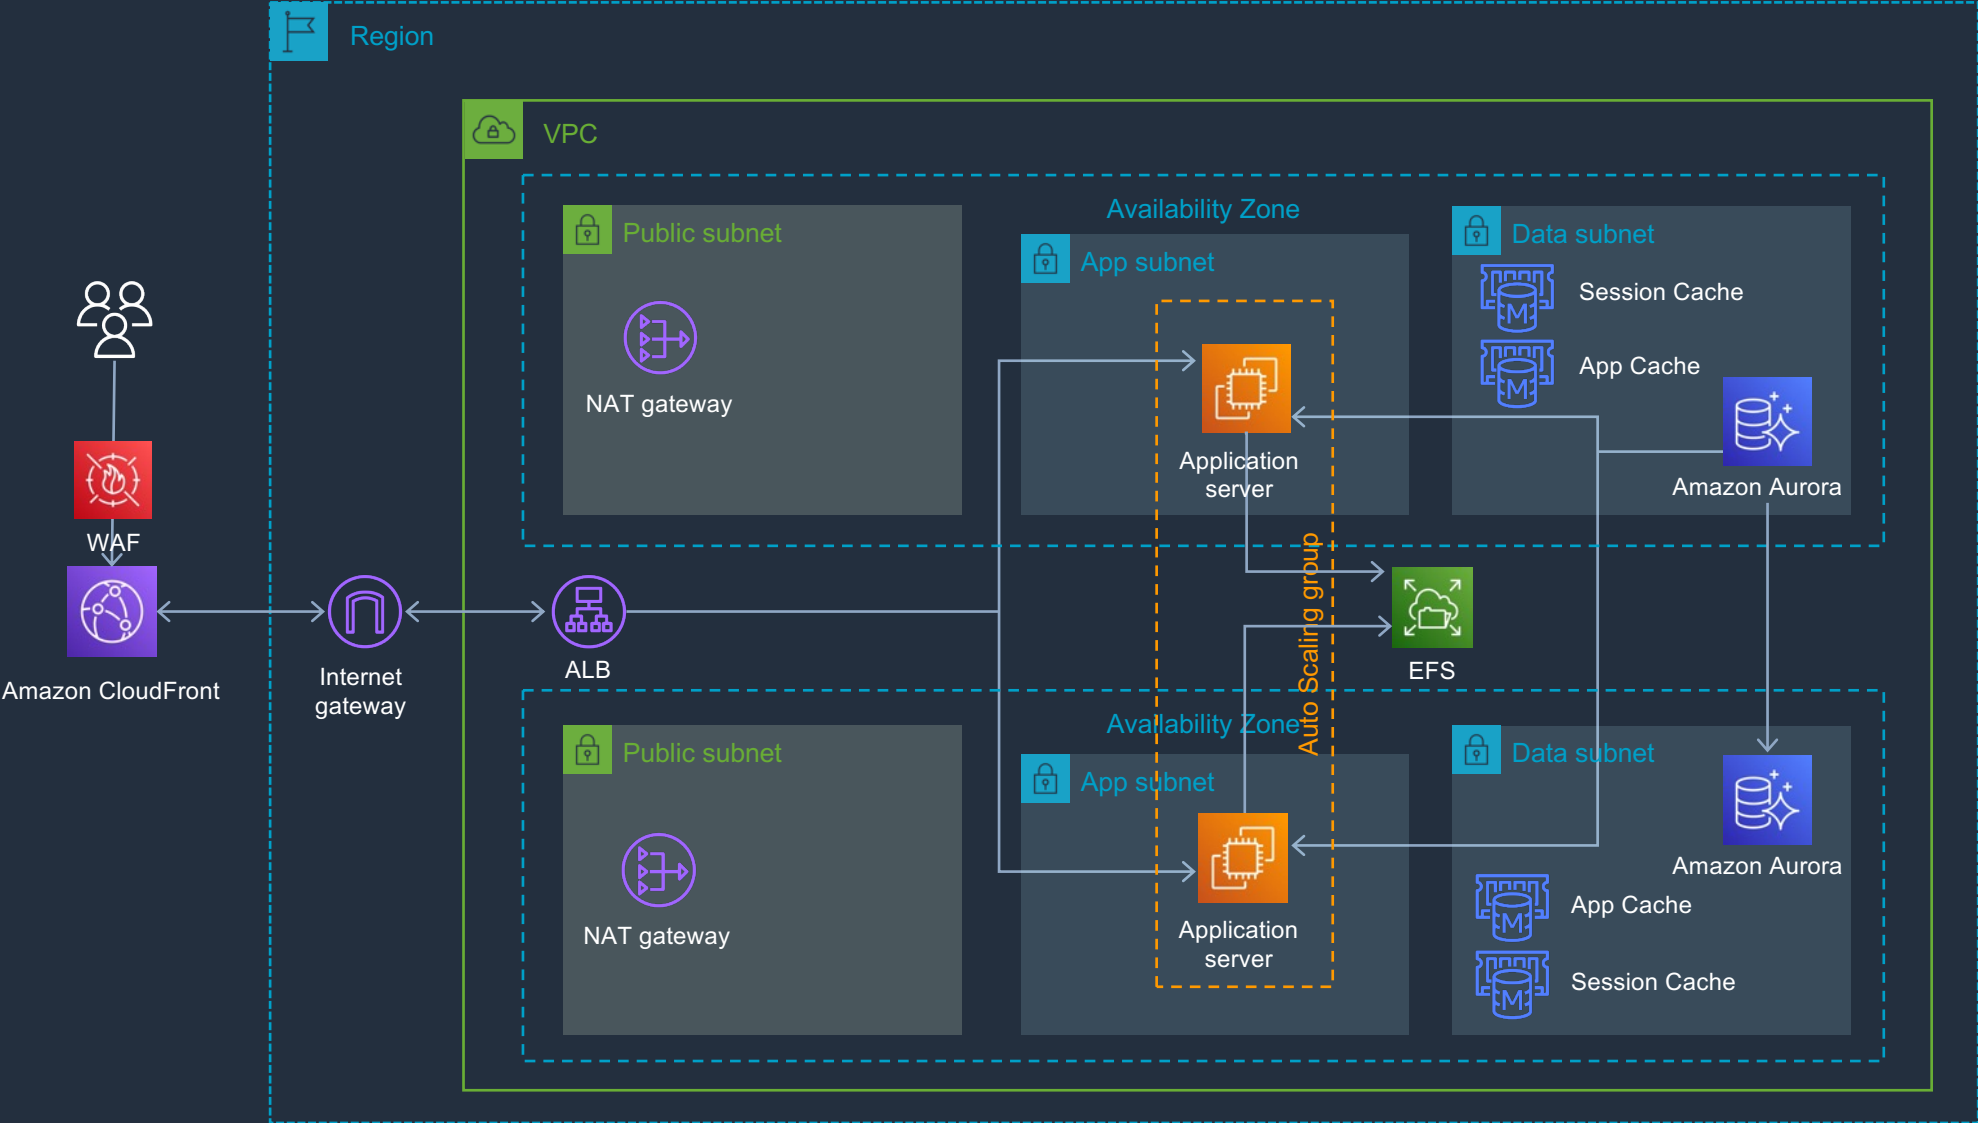 Region
VPC
Availability Zone
Public subnet
NAT gateway
App subnet
Application
server
Data subnet
Session Cache
App Cache
Amazon Aurora
WAF
Amazon CloudFront
Internet
gateway
ALB
Auto Scaling group
EFS
Availability Zone
Public subnet
NAT gateway
App subnet
Application
server
Data subnet
Amazon Aurora
App Cache
Session Cache
M
M
M
M